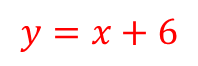 y = x + 6